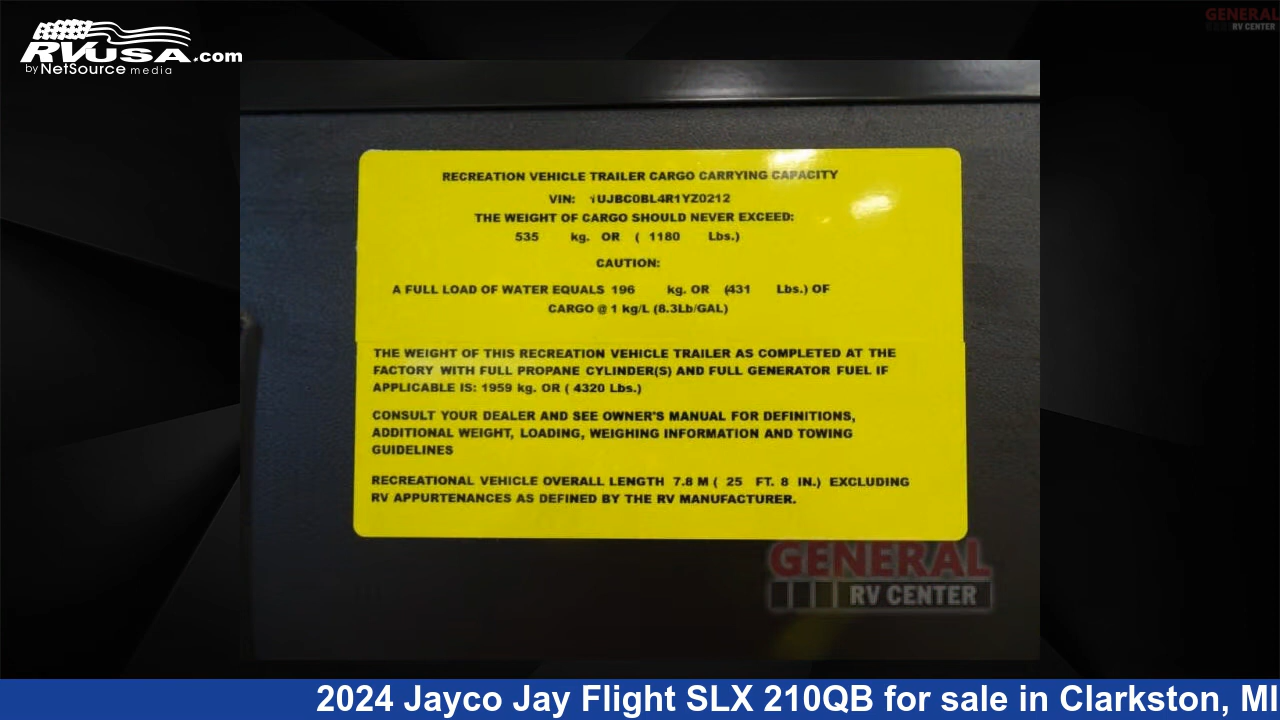 RVUSA.com
by NetSource media
GENERAL
RV CENTER
RECREATION VEHICLE TRAILER CARGO CARRYING CAPACITY
VIN: 1UJBC0BL4R1YZ0212
THE WEIGHT OF CARGO SHOULD NEVER EXCEED:
535 kg. OR ( 1180 Lbs.)
CAUTION:
A FULL LOAD OF WATER EQUALS 196 kg. OR (431 Lbs.) OF
CARGO @ 1 kg/L (8.3Lb/GAL)
THE WEIGHT OF THIS RECREATION VEHICLE TRAILER AS COMPLETED AT THE
FACTORY WITH FULL PROPANE CYLINDER(S) AND FULL GENERATOR FUEL IF
APPLICABLE IS: 1959 kg. OR ( 4320 Lbs.)
CONSULT YOUR DEALER AND SEE OWNER'S MANUAL FOR DEFINITIONS,
ADDITIONAL WEIGHT, LOADING, WEIGHING INFORMATION AND TOWING
GUIDELINES
RECREATIONAL VEHICLE OVERALL LENGTH 7.8 M ( 25 FT. 8 IN.) EXCLUDING
RV APPURTENANCES AS DEFINED BY THE RV MANUFACTURER.
GENERAL
RV CENTER
2024 Jayco Jay Flight SLX 210QB for sale in Clarkston, MI